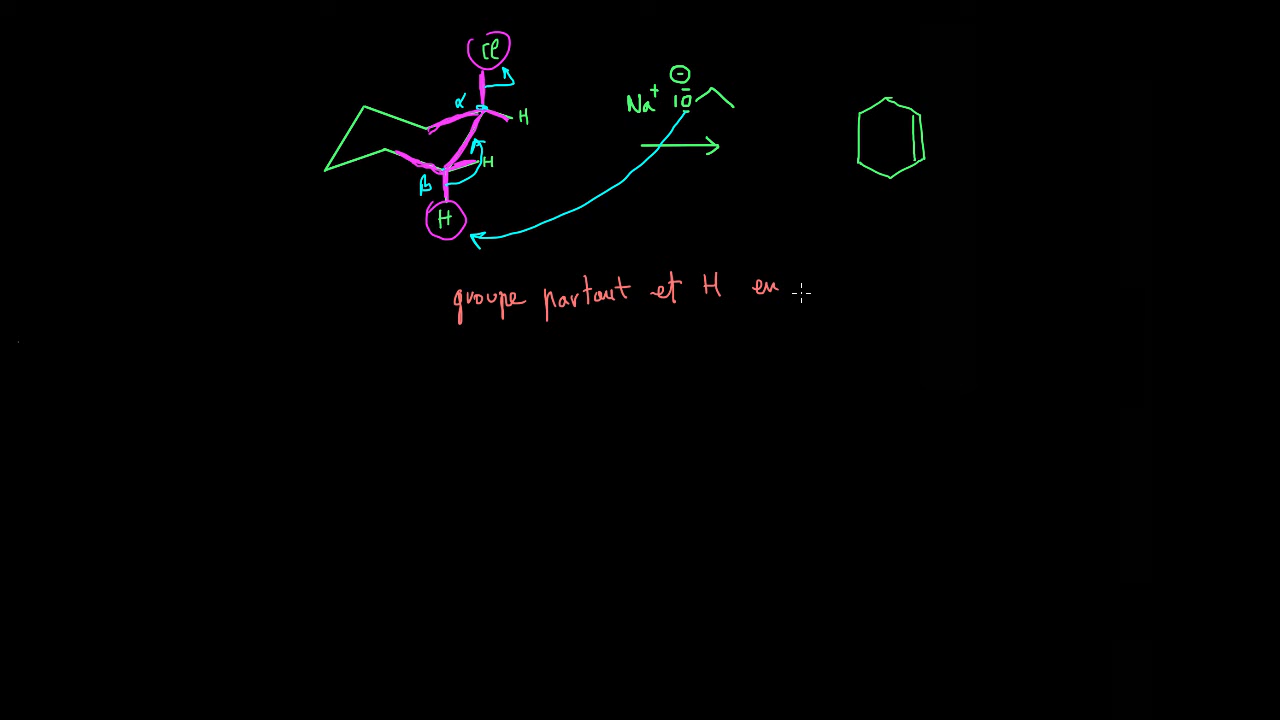 Cl
α
H
H
β
H
Na+ |O −
groupe partant et H en